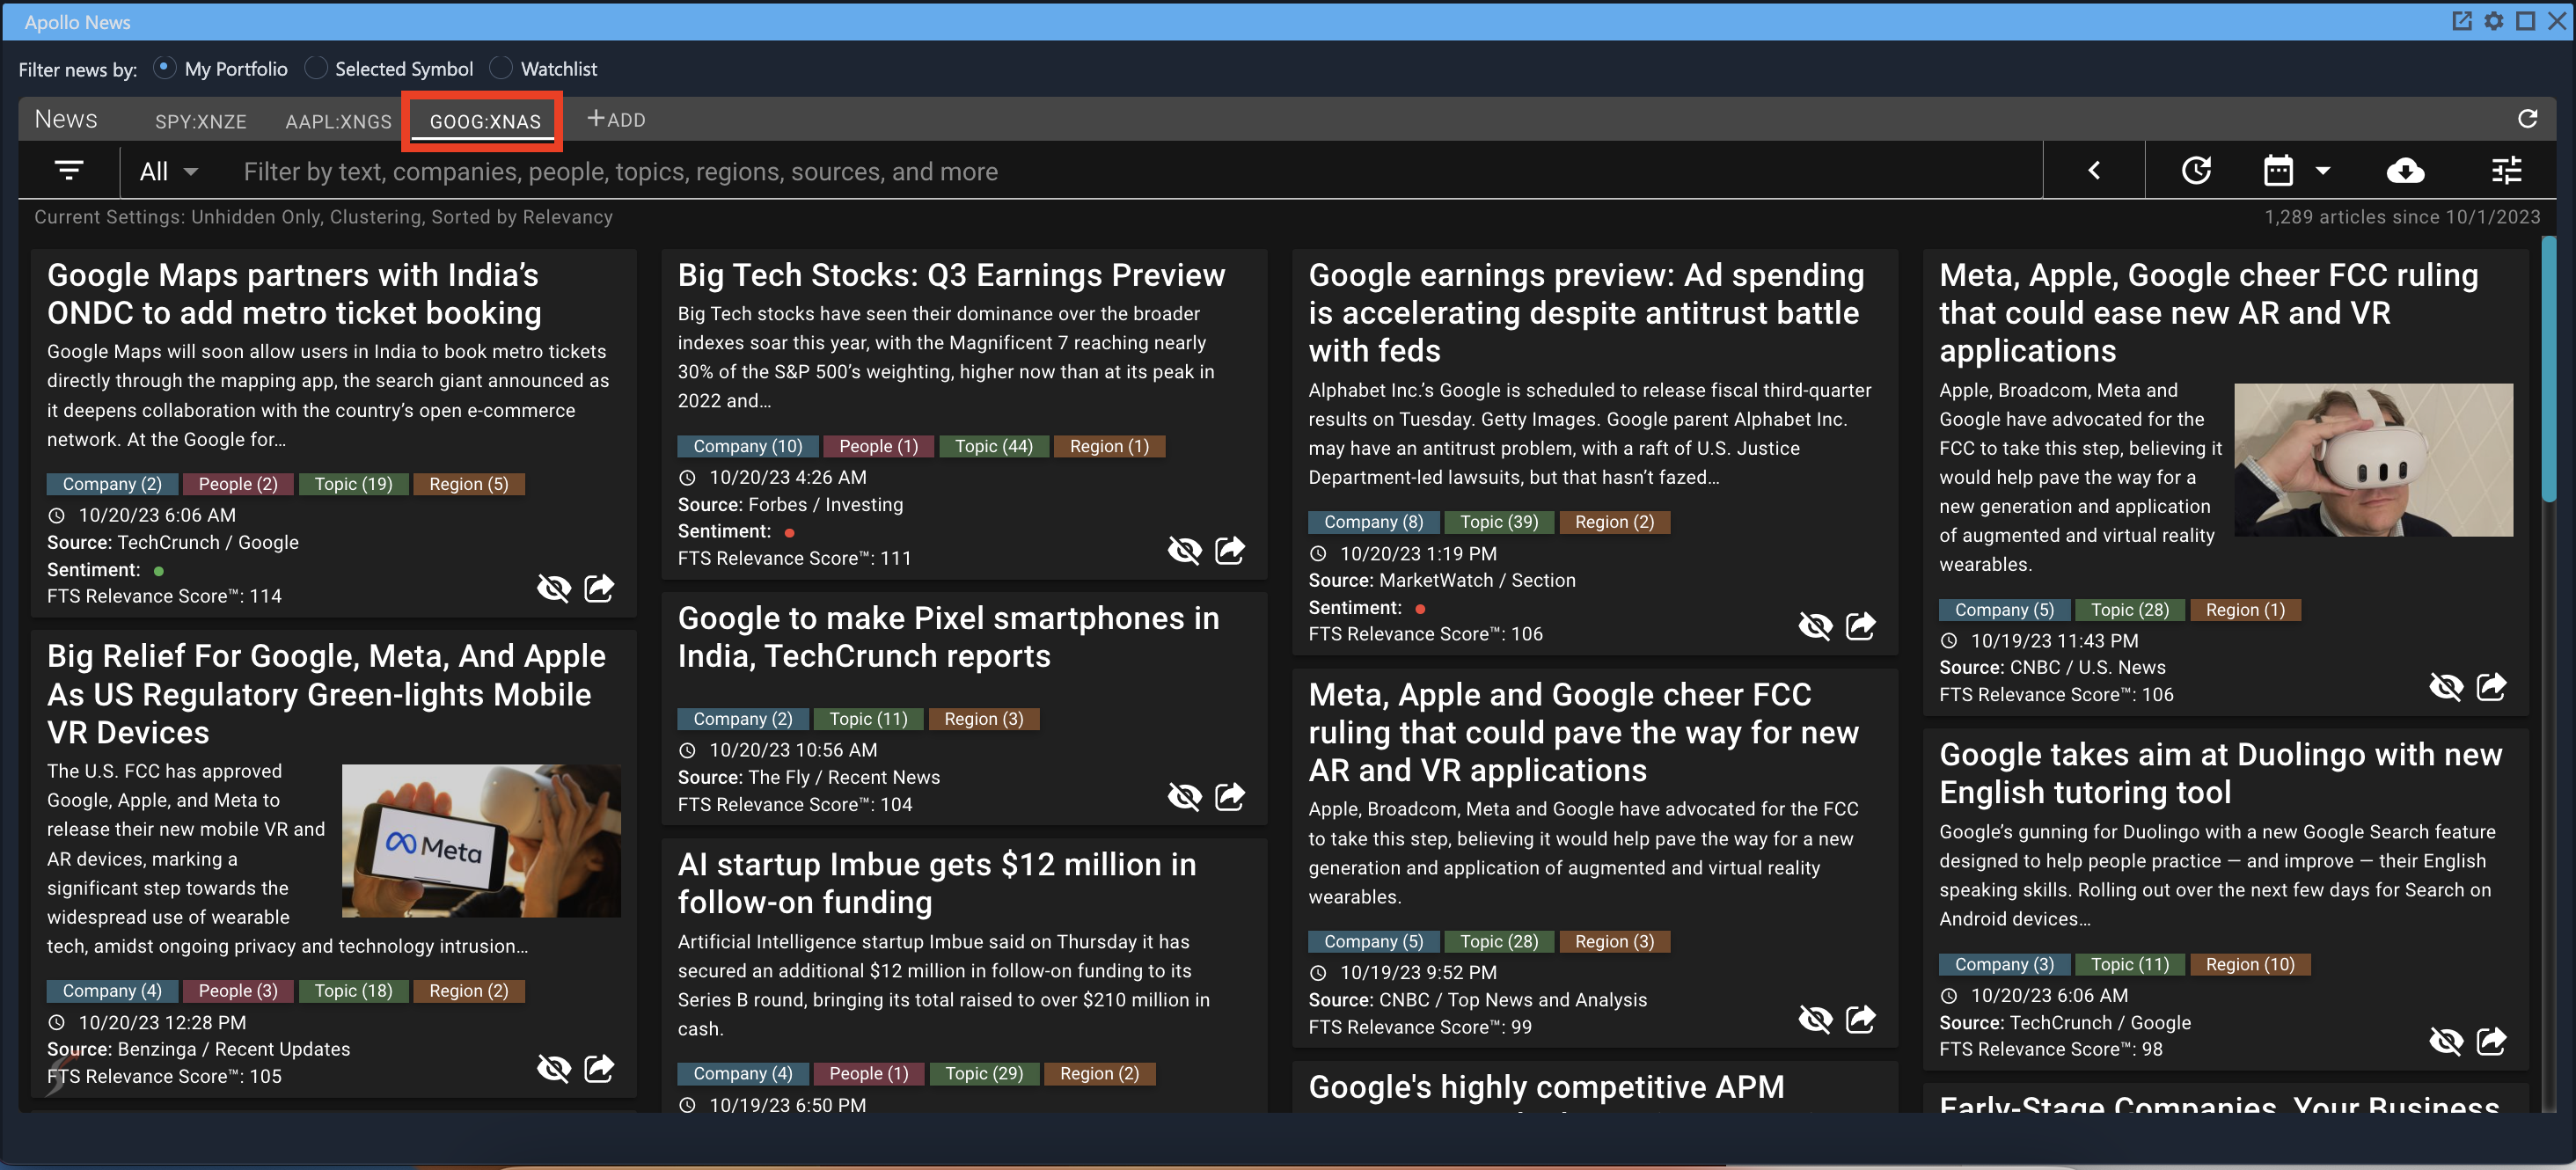 Apollo News
Filter news by: My Portfolio Selected Symbol Watchlist
News SPY:XNZE AAPL:XNGS GOOG:XNAS +ADD
All Filter by text, companies, people, topics, regions, sources, and more
Current Settings: Unhidden Only, Clustering, Sorted by Relevancy
1,289 articles since 10/1/2023
Google Maps partners with India’s
ONDC to add metro ticket booking
Google Maps will soon allow users in India to book metro tickets
directly through the mapping app, the search giant announced as
it deepens collaboration with the country’s open e-commerce
network. At the Google for…
Company (2) People (2) Topic (19) Region (5)
10/20/23 6:06 AM
Source: TechCrunch / Google
Sentiment:
FTS Relevance Score™: 114
Big Relief For Google, Meta, And Apple
As US Regulatory Green-lights Mobile
VR Devices
The U.S. FCC has approved
Google, Apple, and Meta to
release their new mobile VR and
AR devices, marking a
significant step towards the
widespread use of wearable
tech, amidst ongoing privacy and technology intrusion…
Meta
Company (4) People (3) Topic (18) Region (2)
10/20/23 12:28 PM
Source: Benzinga / Recent Updates
FTS Relevance Score™: 105
Big Tech Stocks: Q3 Earnings Preview
Big Tech stocks have seen their dominance over the broader
indexes soar this year, with the Magnificent 7 reaching nearly
30% of the S&P 500’s weighting, higher now than at its peak in
2022 and…
Company (10) People (1) Topic (44) Region (1)
10/20/23 4:26 AM
Source: Forbes / Investing
Sentiment:
FTS Relevance Score™: 111
Google to make Pixel smartphones in
India, TechCrunch reports
Company (2) Topic (11) Region (3)
10/20/23 10:56 AM
Source: The Fly / Recent News
FTS Relevance Score™: 104
AI startup Imbue gets $12 million in
follow-on funding
Artificial Intelligence startup Imbue said on Thursday it has
secured an additional $12 million in follow-on funding to its
Series B round, bringing its total raised to over $210 million in
cash.
Company (4) People (1) Topic (29) Region (2)
10/19/23 6:50 PM
Google earnings preview: Ad spending
is accelerating despite antitrust battle
with feds
Alphabet Inc.’s Google is scheduled to release fiscal third-quarter
results on Tuesday. Getty Images. Google parent Alphabet Inc.
may have an antitrust problem, with a raft of U.S. Justice
Department-led lawsuits, but that hasn’t fazed…
Company (8) Topic (39) Region (2)
10/20/23 1:19 PM
Source: MarketWatch / Section
Sentiment:
FTS Relevance Score™: 106
Meta, Apple and Google cheer FCC
ruling that could pave the way for new
AR and VR applications
Apple, Broadcom, Meta and Google have advocated for the FCC
to take this step, believing it would help pave the way for a new
generation and application of augmented and virtual reality
wearables.
Company (5) Topic (28) Region (3)
10/19/23 9:52 PM
Source: CNBC / Top News and Analysis
FTS Relevance Score™: 99
Google's highly competitive APM
Meta, Apple, Google cheer FCC ruling
that could ease new AR and VR
applications
Apple, Broadcom, Meta and
Google have advocated for the
FCC to take this step, believing it
would help pave the way for a
new generation and application
of augmented and virtual reality
wearables.
Company (5) Topic (28) Region (1)
10/19/23 11:43 PM
Source: CNBC / U.S. News
FTS Relevance Score™: 106
Google takes aim at Duolingo with new
English tutoring tool
Google’s gunning for Duolingo with a new Google Search feature
designed to help people practice — and improve — their English
speaking skills. Rolling out over the next few days for Search on
Android devices…
Company (3) Topic (11) Region (10)
10/20/23 6:06 AM
Source: TechCrunch / Google
FTS Relevance Score™: 98
Early-Stage Companies, Your Business